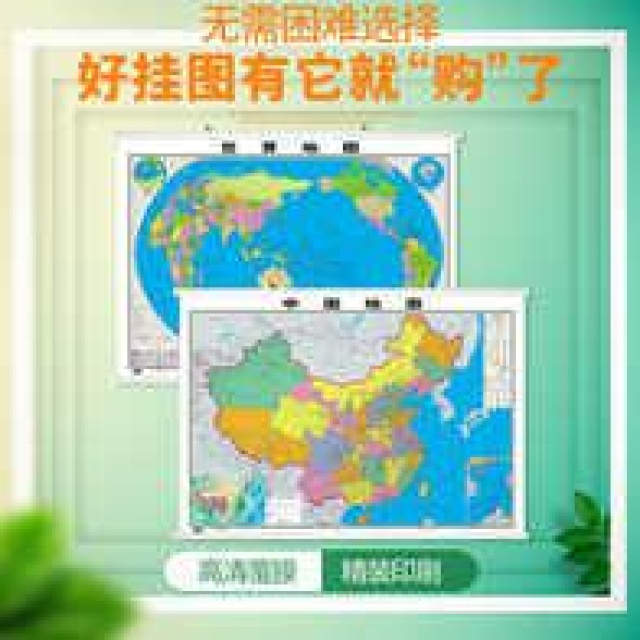 无需困难选择
好挂图有它就“购”了
世界地图
中国地图
高清覆膜
精装印刷